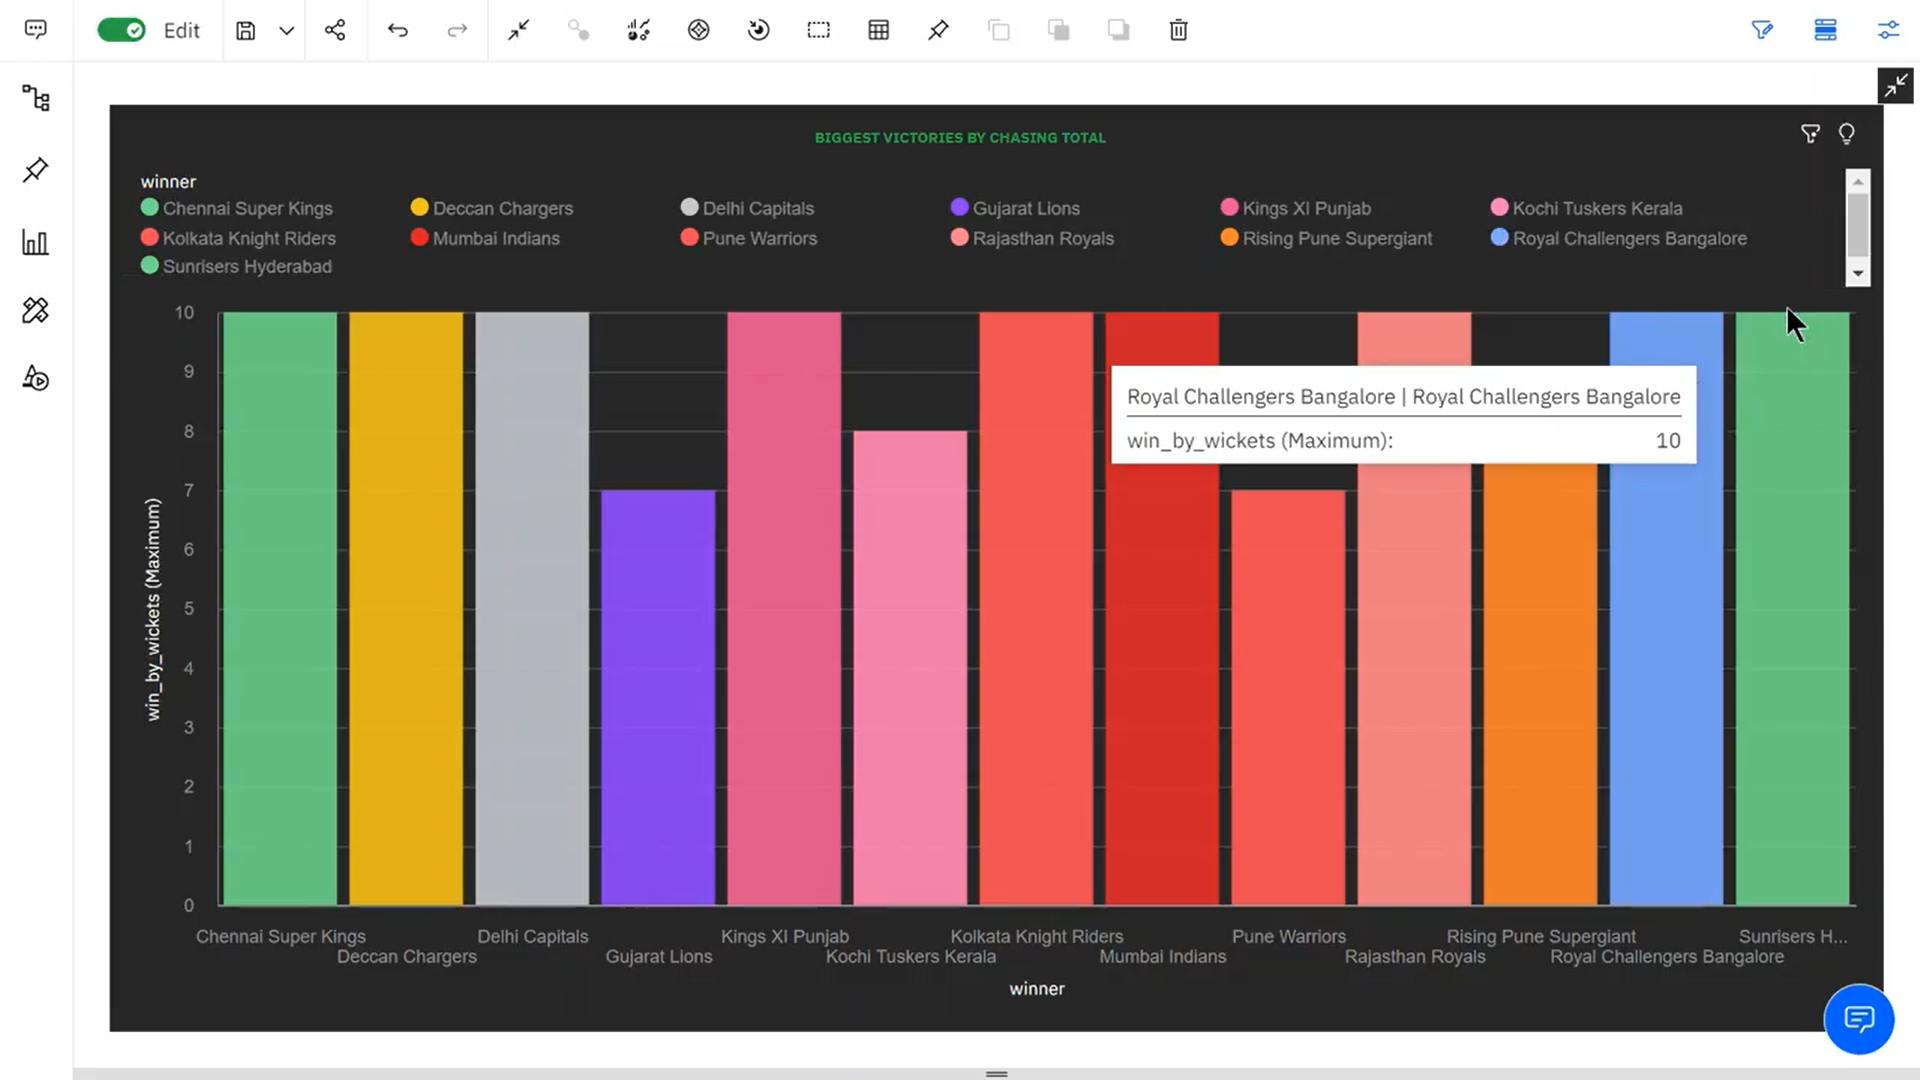 Edit
BIGGEST VICTORIES BY CHASING TOTAL
winner
Chennai Super Kings
Deccan Chargers
Delhi Capitals
Gujarat Lions
Kings XI Punjab
Kochi Tuskers Kerala
Kolkata Knight Riders
Mumbai Indians
Pune Warriors
Rajasthan Royals
Rising Pune Supergiant
Royal Challengers Bangalore
Sunrisers Hyderabad
10
9
8
7
6
5
4
3
2
1
0
win_by_wickets (Maximum)
Royal Challengers Bangalore | Royal Challengers Bangalore
win_by_wickets (Maximum): 10
Chennai Super Kings
Deccan Chargers
Delhi Capitals
Gujarat Lions
Kings XI Punjab
Kochi Tuskers Kerala
Kolkata Knight Riders
Mumbai Indians
Pune Warriors
Rajasthan Royals
Rising Pune Supergiant
Royal Challengers Bangalore
Sunrisers H...
winner